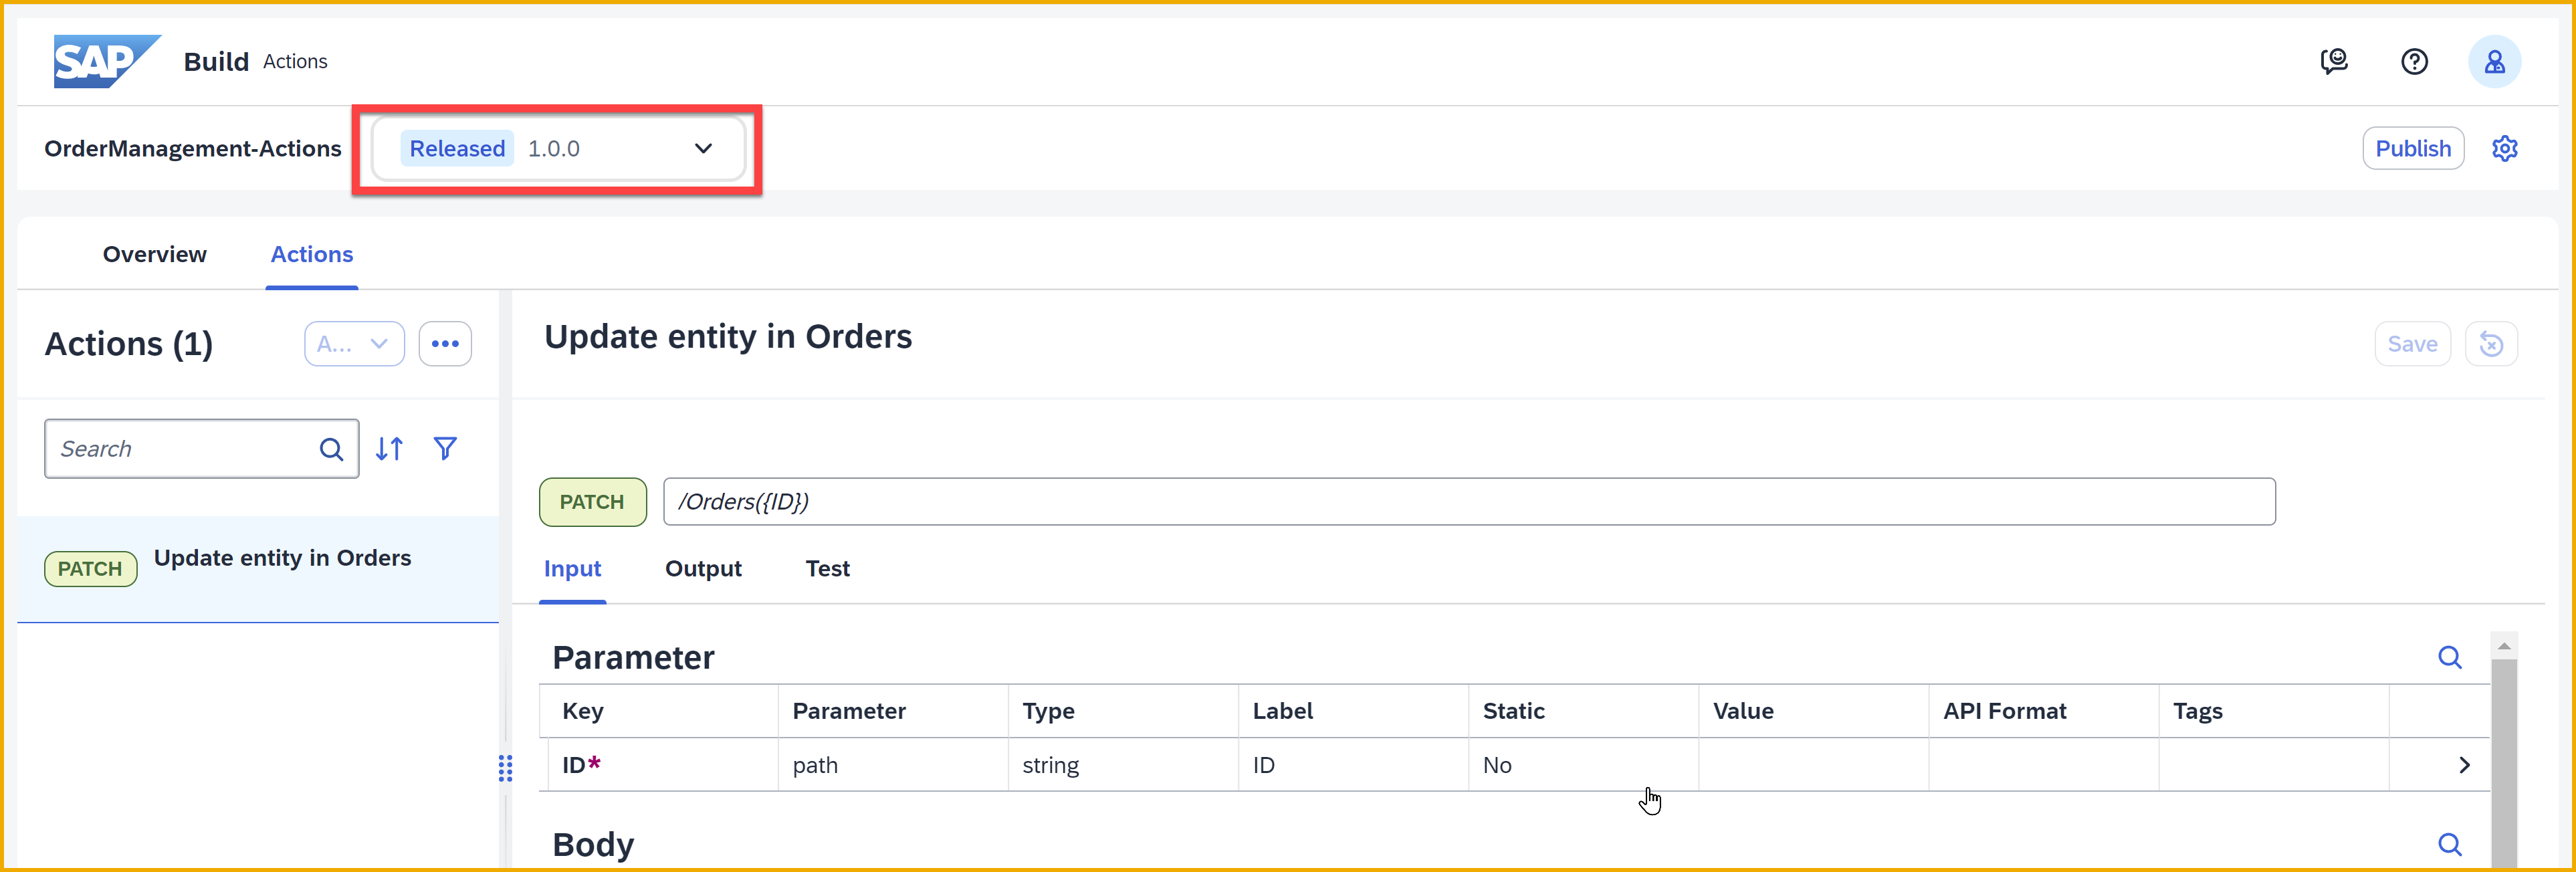 SAP Build Actions
OrderManagement-Actions Released 1.0.0 Publish
Overview Actions
Actions (1) A... Update entity in Orders Save
Search
PATCH /Orders({ID})
PATCH Update entity in Orders
Input Output Test
Parameter
Key Parameter Type Label Static Value API Format Tags
ID* path string ID No
Body